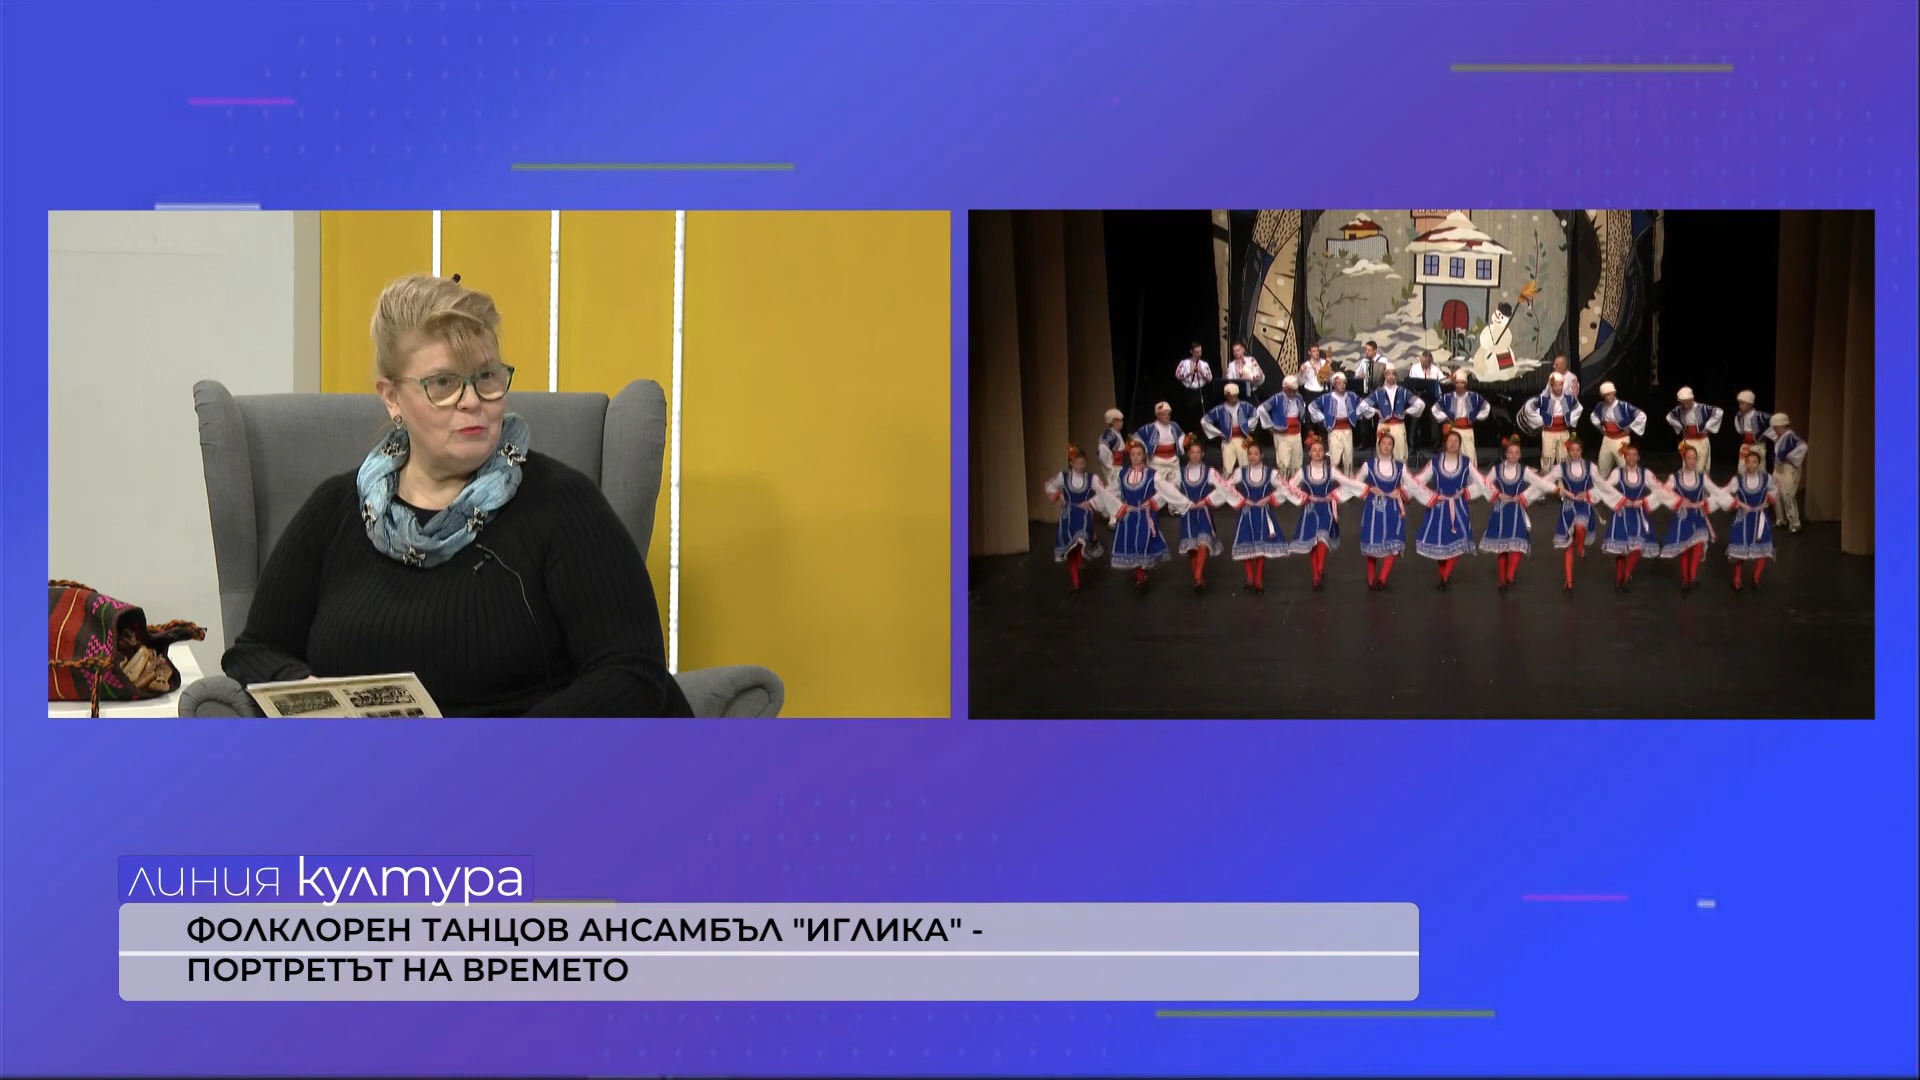 линия култура
ФОЛКЛОРЕН ТАНЦОВ АНСАМБЪЛ "ИГЛИКА" -
ПОРТРЕТЪТ НА ВРЕМЕТО